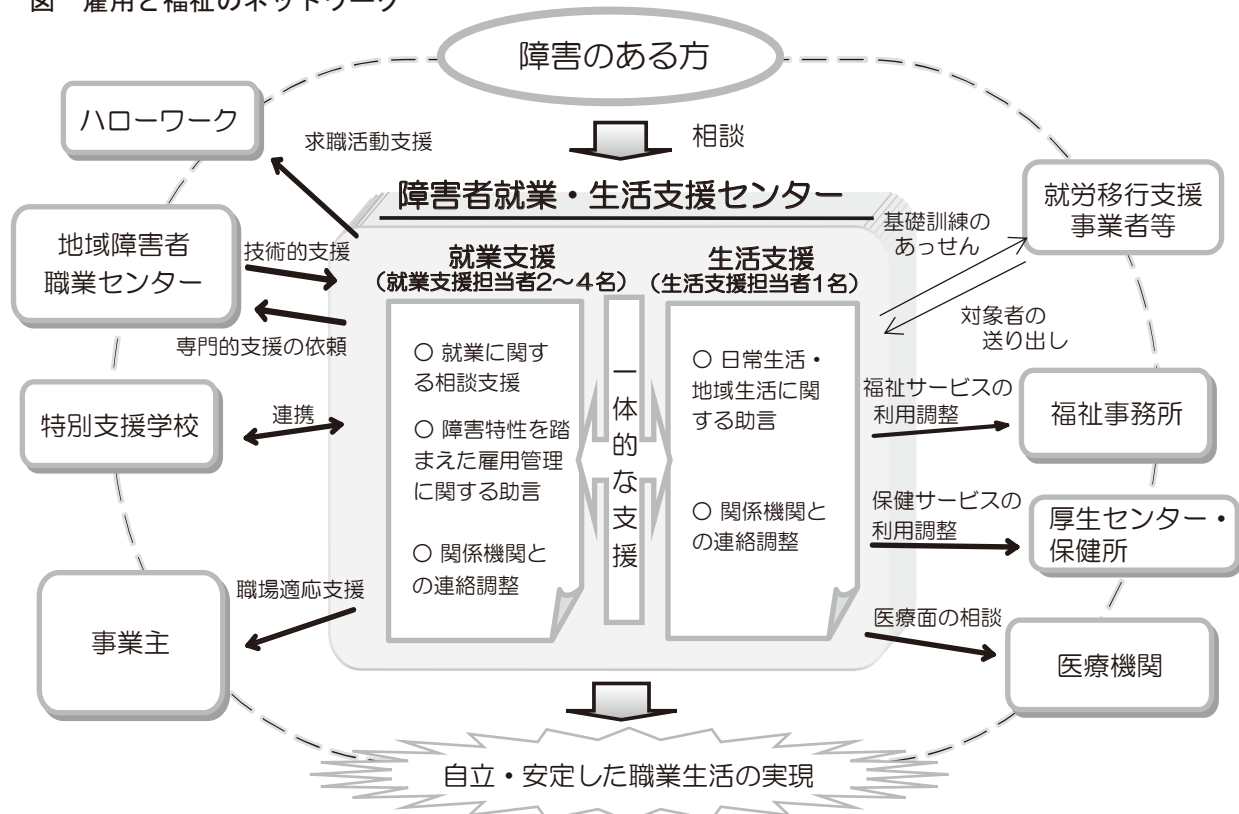 図 雇用と福祉のネットワーク
障害のある方
相談
ハローワーク
求職活動支援
地域障害者
職業センター
技術的支援
専門的支援の依頼
特別支援学校
連携
事業主
職場適応支援
障害者就業・生活支援センター
就業支援
(就業支援担当者2～4名)
○ 就業に関す
る相談支援
○ 障害特性を踏
まえた雇用管理
に関する助言
○ 関係機関と
の連絡調整
一体的な支援
生活支援
(生活支援担当者1名)
○ 日常生活・
地域生活に関
する助言
○ 関係機関と
の連絡調整
基礎訓練の
あっせん
対象者の
送り出し
就労移行支援
事業者等
福祉サービスの
利用調整
福祉事務所
保健サービスの
利用調整
厚生センター・
保健所
医療面の相談
医療機関
自立・安定した職業生活の実現